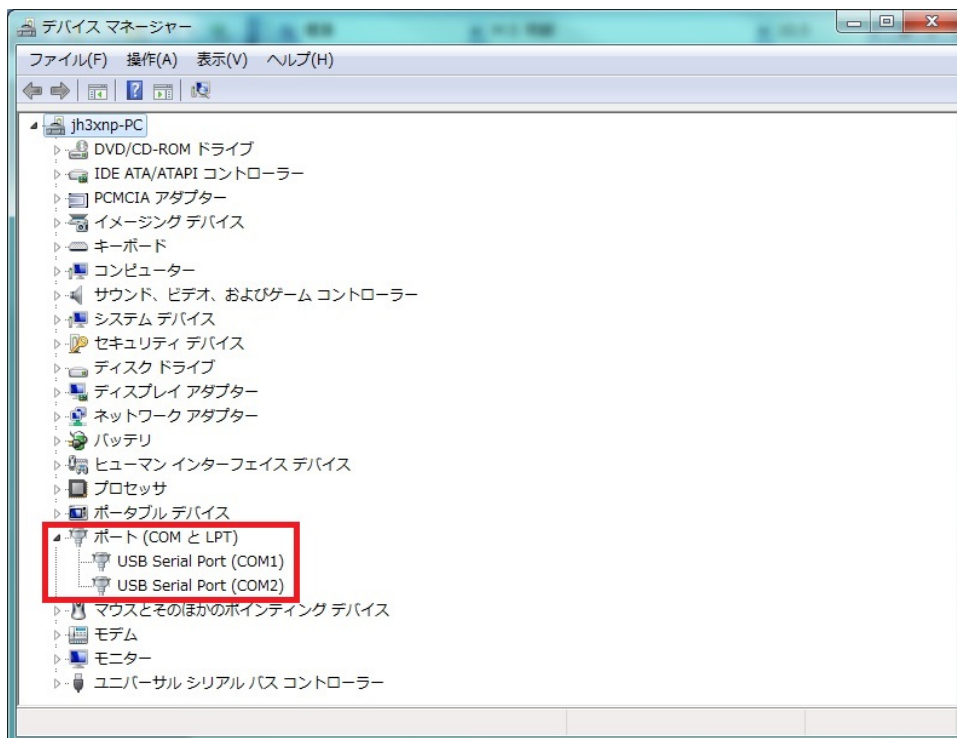 デバイス マネージャー
ファイル(F) 操作(A) 表示(V) ヘルプ(H)
jh3xnp-PC
DVD/CD-ROM ドライブ
IDE ATA/ATAPI コントローラー
PCMCIA アダプター
イメージング デバイス
キーボード
コンピューター
サウンド、ビデオ、およびゲーム コントローラー
システム デバイス
セキュリティ デバイス
ディスク ドライブ
ディスプレイ アダプター
ネットワーク アダプター
バッテリ
ヒューマン インターフェイス デバイス
プロセッサ
ポータブル デバイス
ポート (COM と LPT)
USB Serial Port (COM1)
USB Serial Port (COM2)
マウスとそのほかのポインティング デバイス
モデム
モニター
ユニバーサル シリアル バス コントローラー